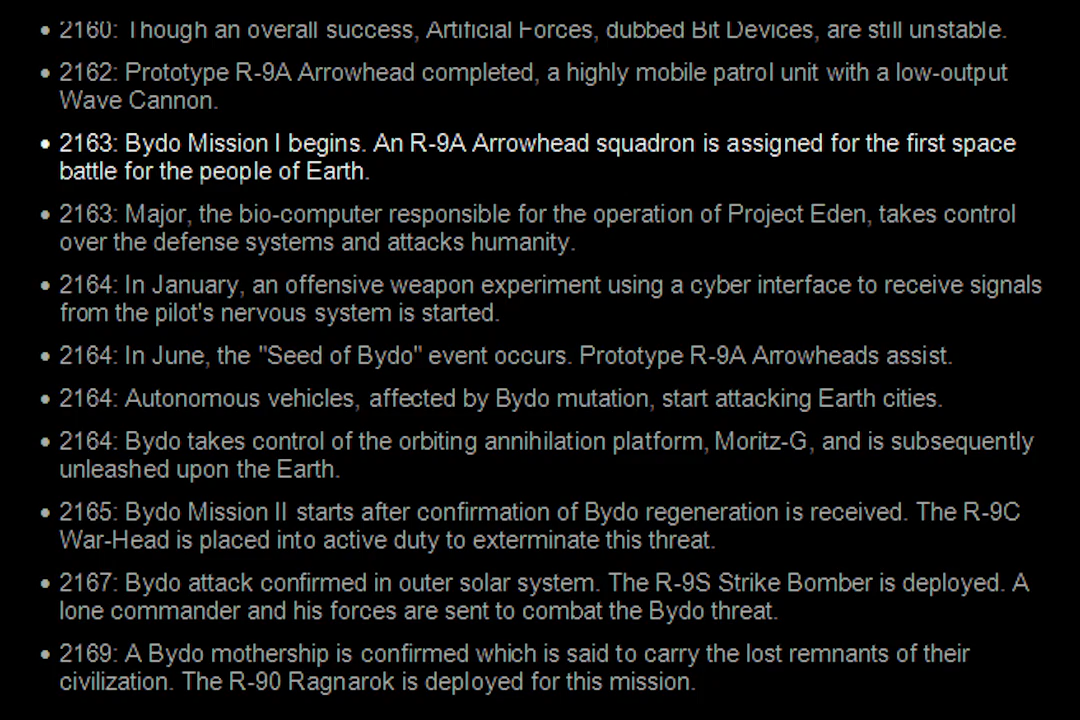 • 2160: Though an overall success, Artificial Forces, dubbed Bit Devices, are still unstable.
• 2162: Prototype R-9A Arrowhead completed, a highly mobile patrol unit with a low-output
Wave Cannon.
• 2163: Bydo Mission I begins. An R-9A Arrowhead squadron is assigned for the first space
battle for the people of Earth.
• 2163: Major, the bio-computer responsible for the operation of Project Eden, takes control
over the defense systems and attacks humanity.
• 2164: In January, an offensive weapon experiment using a cyber interface to receive signals
from the pilot's nervous system is started.
• 2164: In June, the "Seed of Bydo" event occurs. Prototype R-9A Arrowheads assist.
• 2164: Autonomous vehicles, affected by Bydo mutation, start attacking Earth cities.
• 2164: Bydo takes control of the orbiting annihilation platform, Moritz-G, and is subsequently
unleashed upon the Earth.
• 2165: Bydo Mission II starts after confirmation of Bydo regeneration is received. The R-9C
War-Head is placed into active duty to exterminate this threat.
• 2167: Bydo attack confirmed in outer solar system. The R-9S Strike Bomber is deployed. A
lone commander and his forces are sent to combat the Bydo threat.
• 2169: A Bydo mothership is confirmed which is said to carry the lost remnants of their
civilization. The R-90 Ragnarok is deployed for this mission.